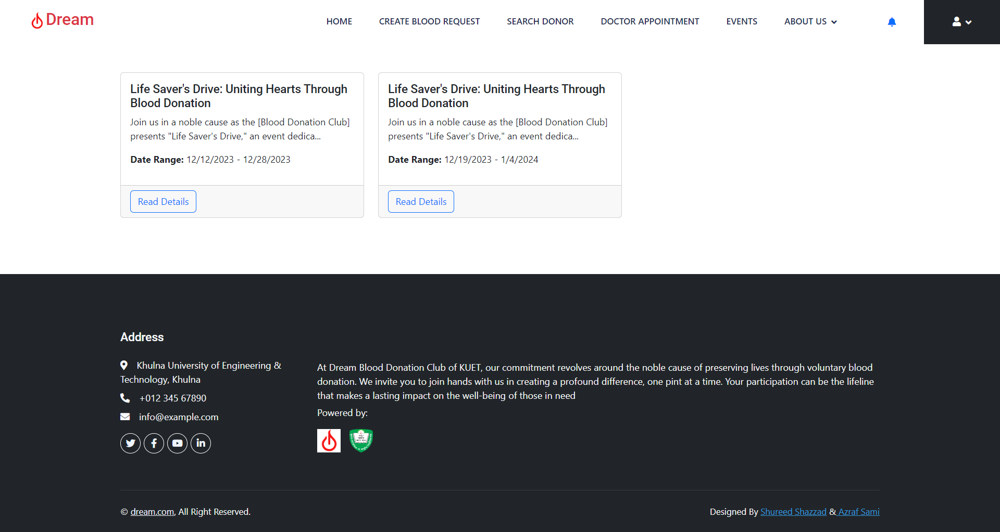 Dream
HOME
CREATE BLOOD REQUEST
SEARCH DONOR
DOCTOR APPOINTMENT
EVENTS
ABOUT US
Life Saver's Drive: Uniting Hearts Through
Blood Donation
Join us in a noble cause as the [Blood Donation Club]
presents "Life Saver's Drive," an event dedica...
Date Range: 12/12/2023 - 12/28/2023
Read Details
Life Saver's Drive: Uniting Hearts Through
Blood Donation
Join us in a noble cause as the [Blood Donation Club]
presents "Life Saver's Drive," an event dedica...
Date Range: 12/19/2023 - 1/4/2024
Read Details
Address
Khulna University of Engineering &
Technology, Khulna
+012 345 67890
info@example.com
At Dream Blood Donation Club of KUET, our commitment revolves around the noble cause of preserving lives through voluntary blood
donation. We invite you to join hands with us in creating a profound difference, one pint at a time. Your participation can be the lifeline
that makes a lasting impact on the well-being of those in need
Powered by:
© dream.com, All Right Reserved.
Designed By Shureed Shazzad & Azraf Sami